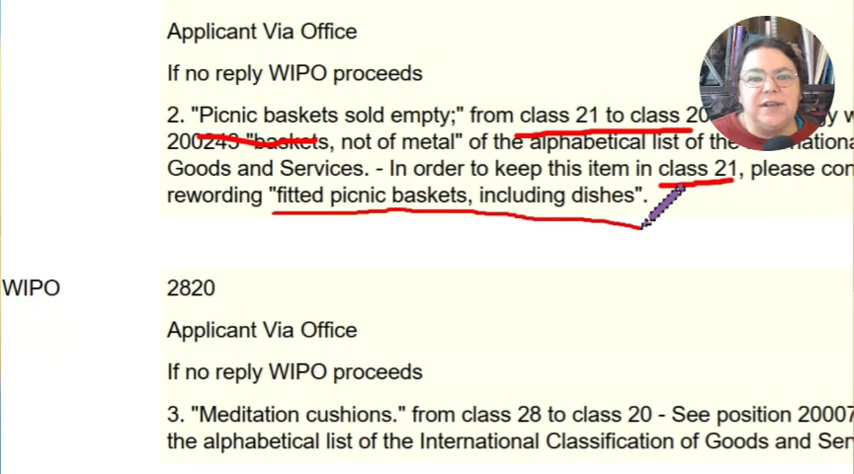 Applicant Via Office
If no reply WIPO proceeds
2. "Picnic baskets sold empty;" from class 21 to class 20
200243 "baskets, not of metal" of the alphabetical list of the
Goods and Services. - In order to keep this item in class 21, please
rewording "fitted picnic baskets, including dishes".
WIPO 2820
Applicant Via Office
If no reply WIPO proceeds
3. "Meditation cushions." from class 28 to class 20 - See position
the alphabetical list of the International Classification of Goods and